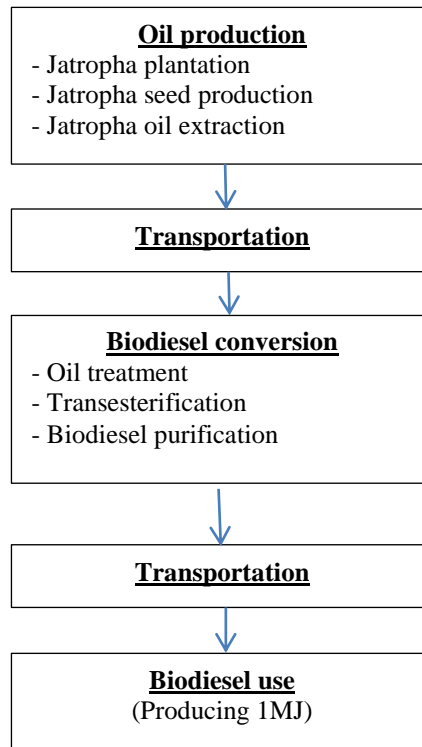 Oil production
- Jatropha plantation
- Jatropha seed production
- Jatropha oil extraction
Transportation
Biodiesel conversion
- Oil treatment
- Transesterification
- Biodiesel purification
Transportation
Biodiesel use
(Producing 1MJ)